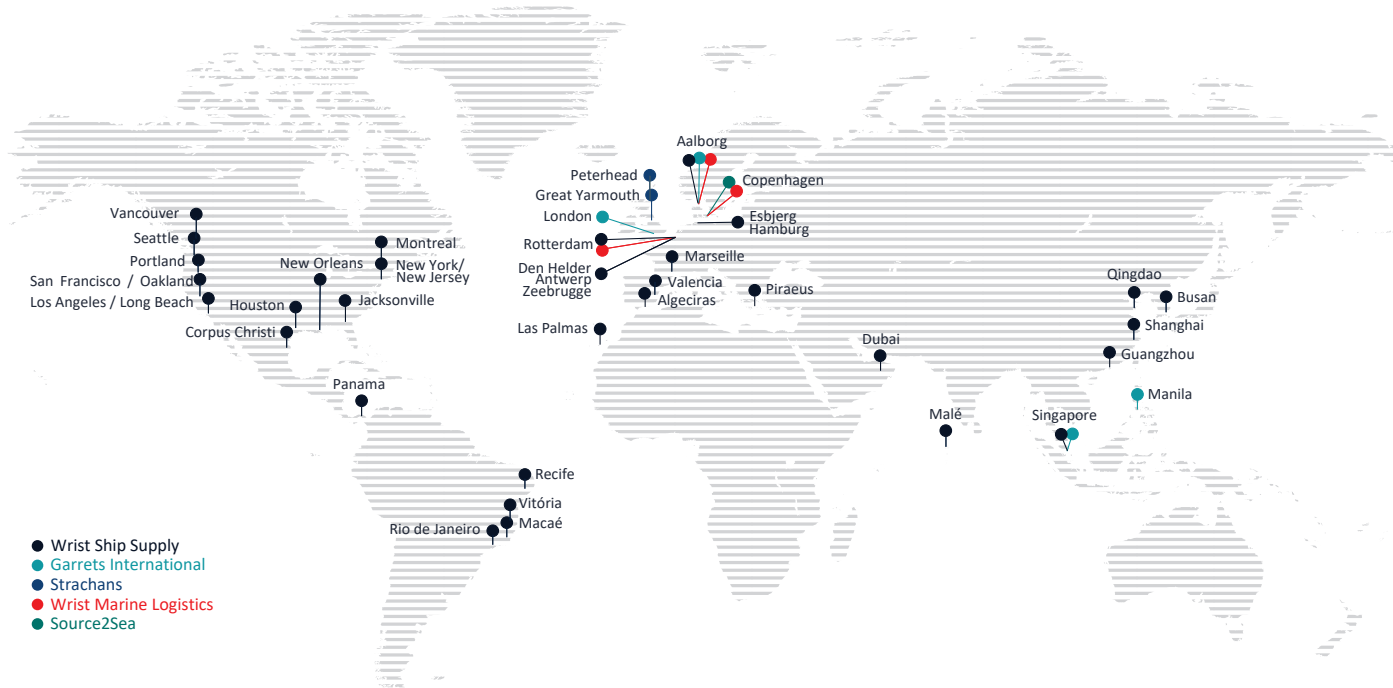 Aalborg
Peterhead
Copenhagen
Great Yarmouth
Vancouver
London
Esbjerg
Hamburg
Seattle
Montreal
Rotterdam
Portland
New Orleans
New York/
New Jersey
Marseille
Den Helder
Antwerp
Zeebrugge
San Francisco / Oakland
Valencia
Qingdao
Los Angeles / Long Beach
Houston
Jacksonville
Algeciras
Piraeus
Busan
Corpus Christi
Las Palmas
Shanghai
Dubai
Guangzhou
Panama
Manila
Malé
Singapore
Recife
Vitória
Rio de Janeiro
Macaé
Wrist Ship Supply
Garrets International
Strachans
Wrist Marine Logistics
Source2Sea